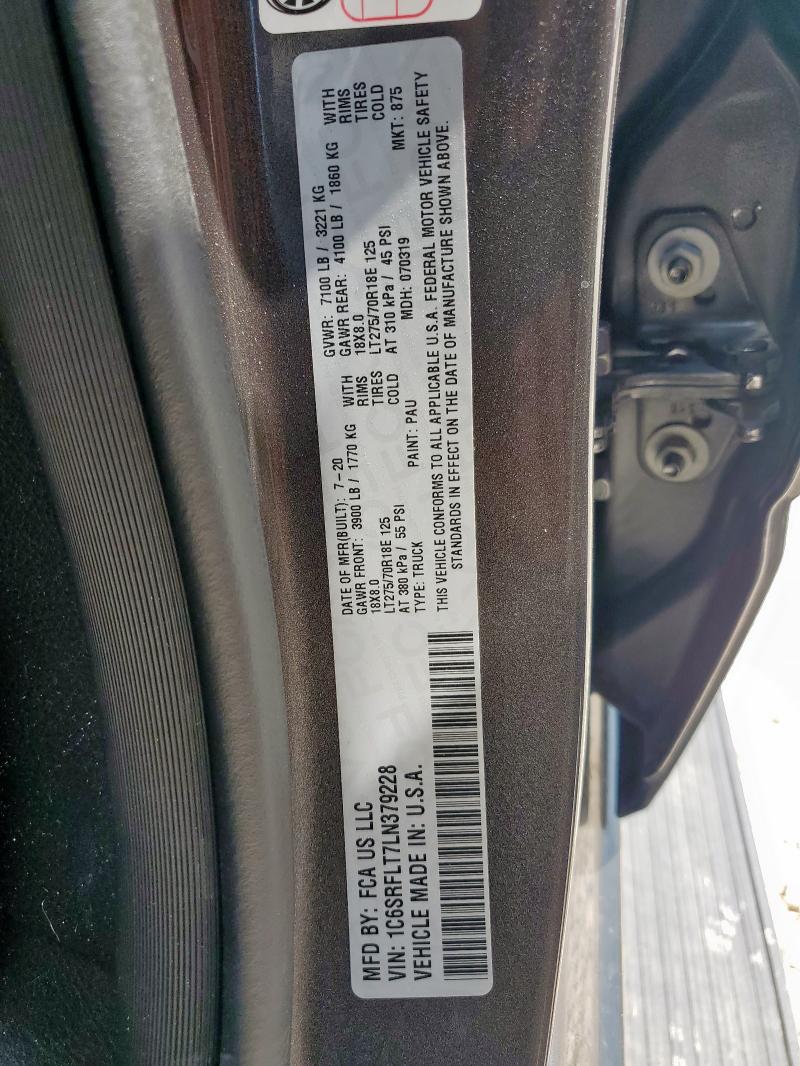 MFD BY: FCA US LLC
VIN: 1C6SRFLT7LN379228
VEHICLE MADE IN: U.S.A.
DATE OF MFR(BUILT): 7-20 GVWR: 7100 LB / 3221 KG
GAWR FRONT: 3900 LB / 1770 KG WITH GAWR REAR: 4100 LB / 1860 KG WITH
18X8.0 RIMS 18X8.0 RIMS
LT275/70R18E 125 TIRES LT275/70R18E 125 TIRES
AT 380 kPa / 55 PSI COLD AT 310 kPa / 45 PSI COLD
TYPE: TRUCK PAINT: PAU MDH: 070319 MKT: 875
THIS VEHICLE CONFORMS TO ALL APPLICABLE U.S.A. FEDERAL MOTOR VEHICLE SAFETY
STANDARDS IN EFFECT ON THE DATE OF MANUFACTURE SHOWN ABOVE.